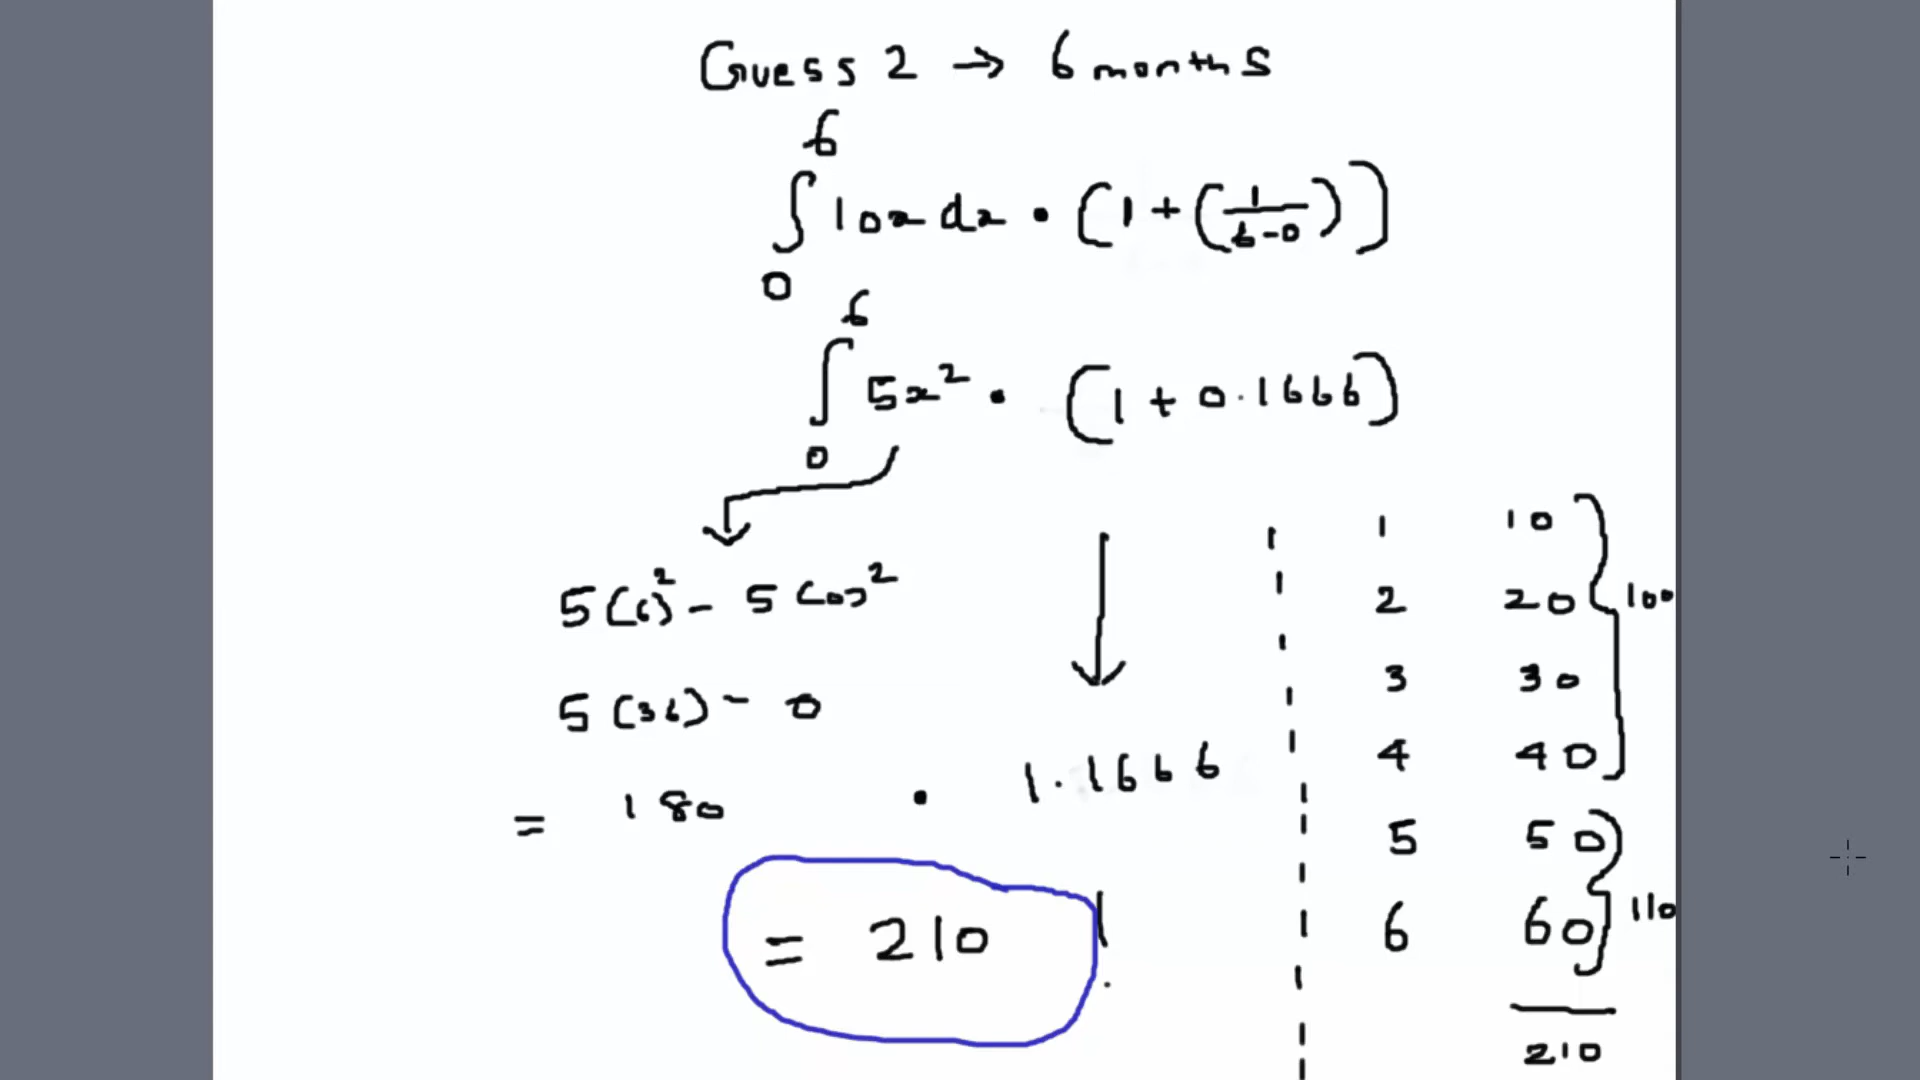 Guess 2 → 6 months
6
∫ 10x dx • (1 + (1/(6-0)))
0
6
∫ 5x² • (1 + 0.1666)
0
5(6)² - 5(0)²
5(36) - 0
= 180 • 1.1666
= 210 !
1 10
2 20
3 30
4 40
100
5 50
6 60
110
210